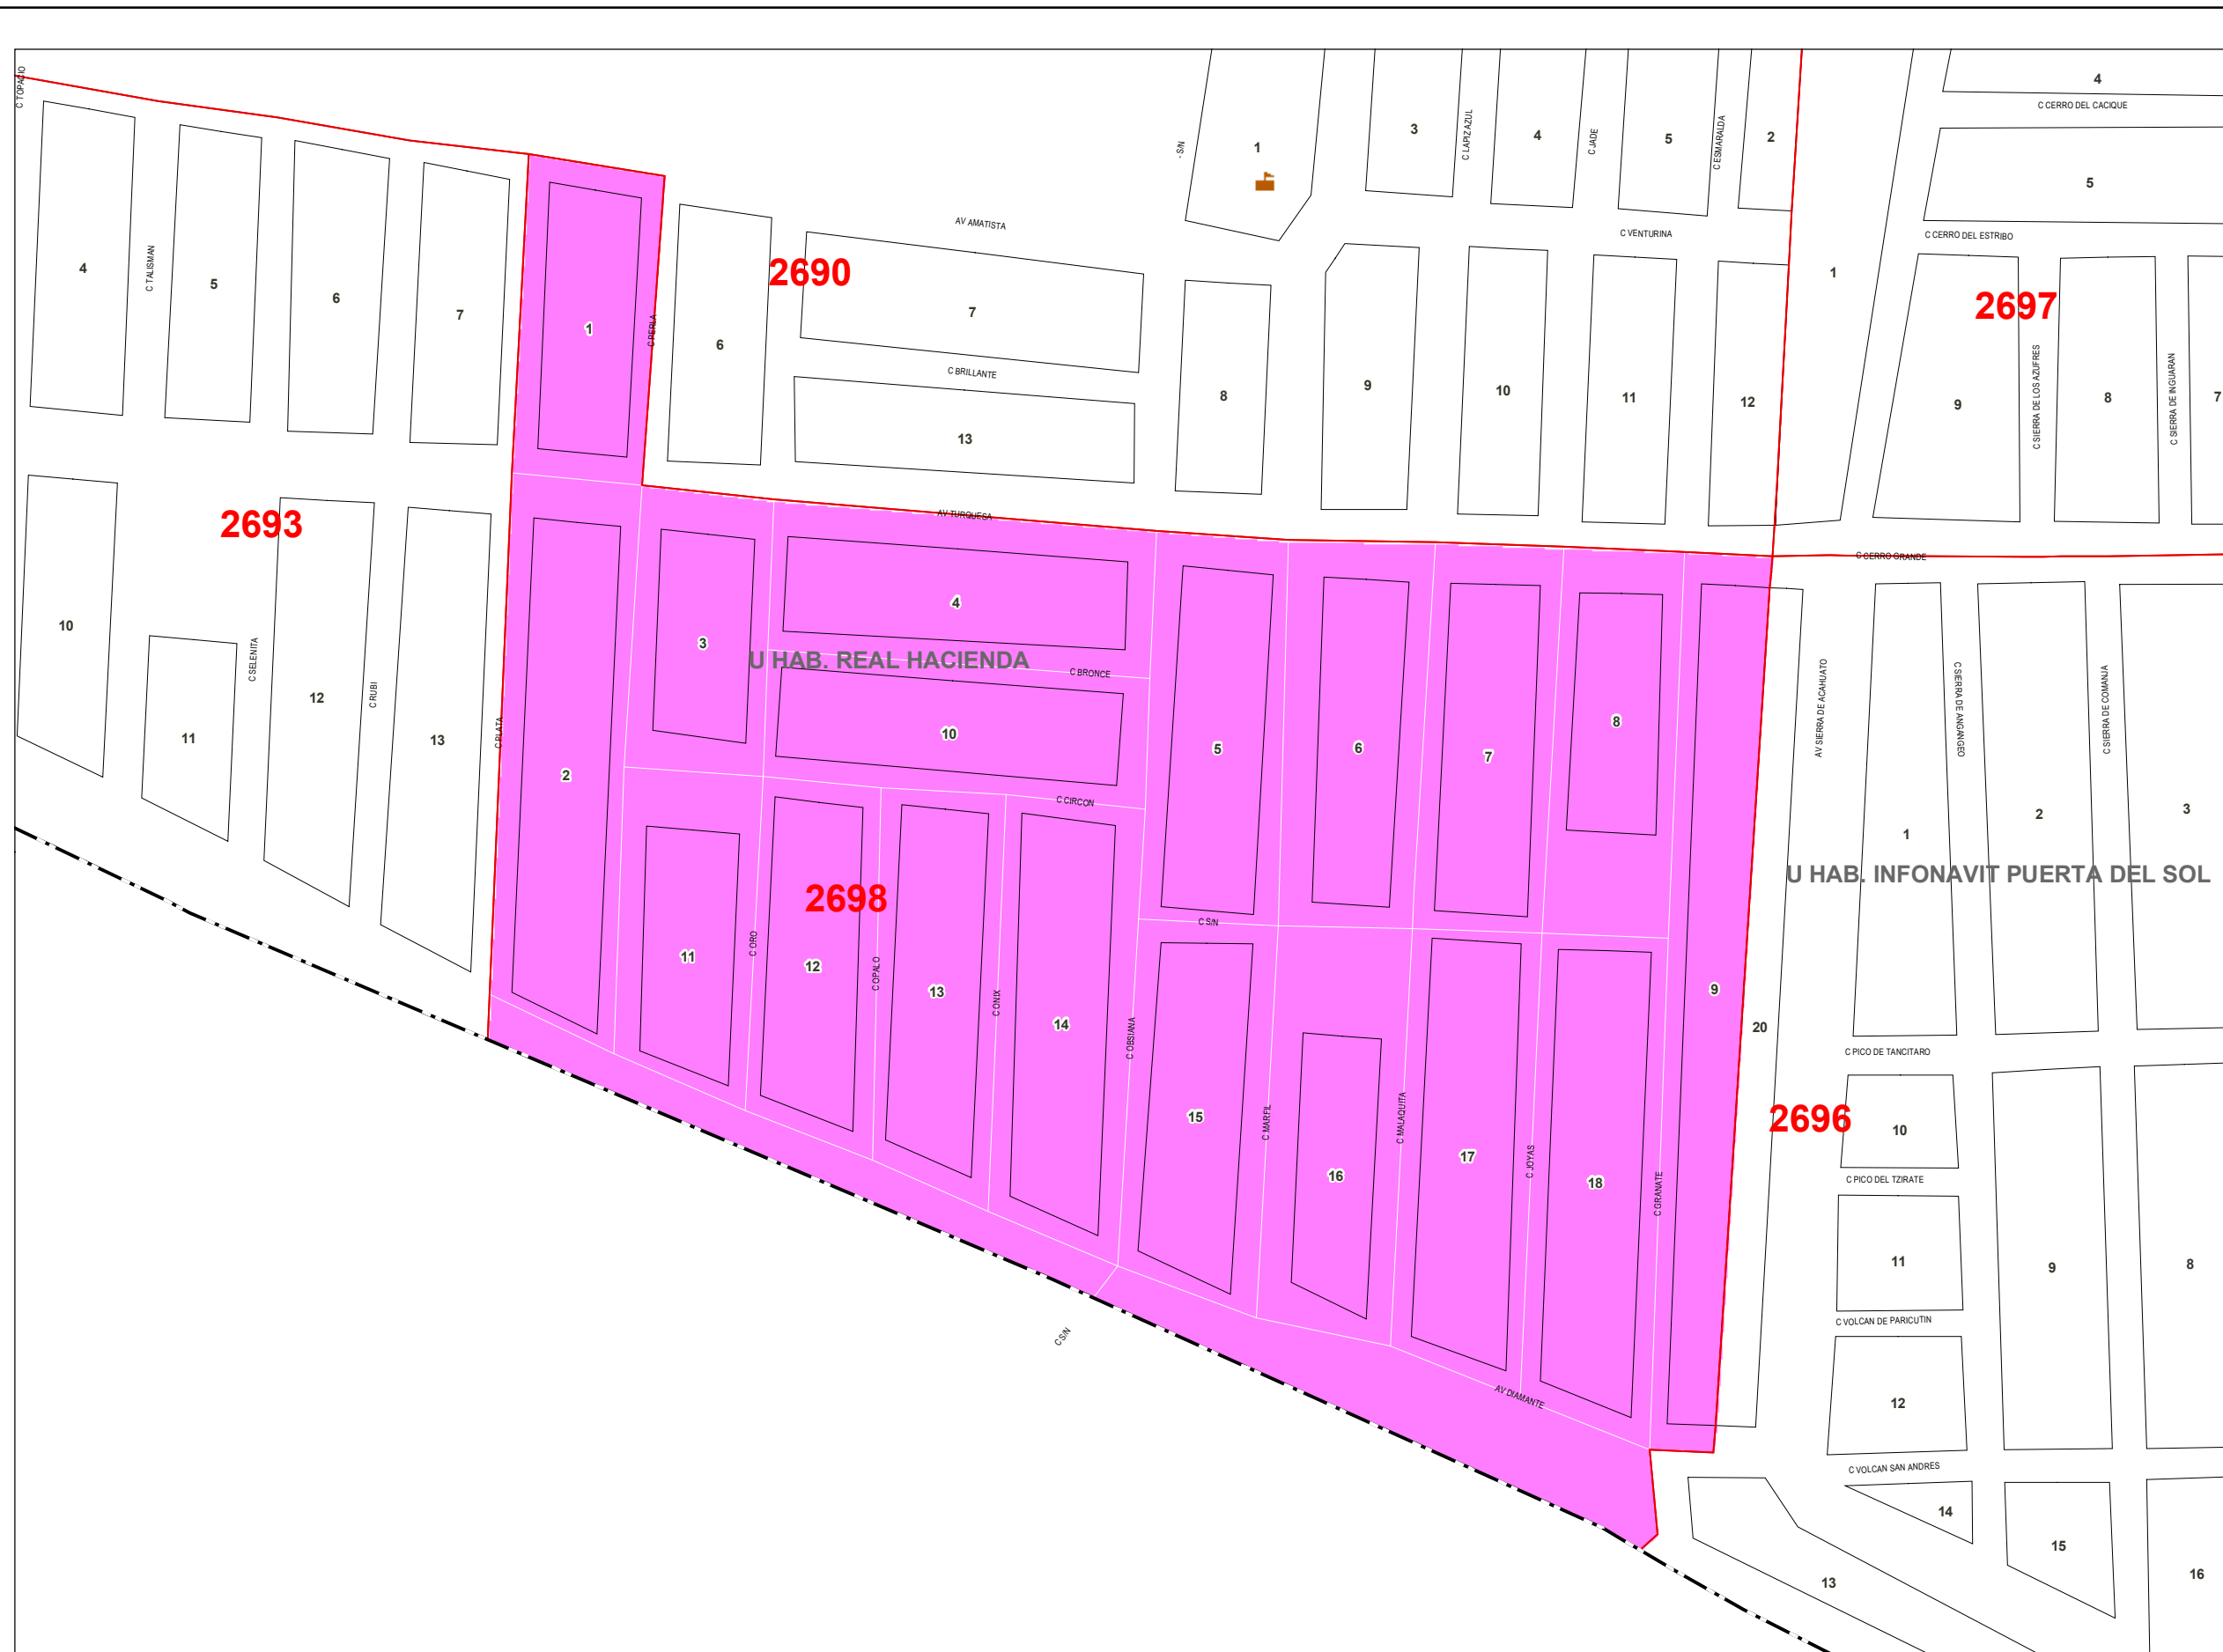 C TOPACIO
4
C TALISMAN
5
6
7
1
C PERLA
6
2690
AV AMATISTA
7
C BRILLANTE
13
- S/N
1
3
C LAPIZ AZUL
4
C JADE
5
C ESMARALDA
2
C VENTURINA
8
9
10
11
12
1
4
C CERRO DEL CACIQUE
5
C CERRO DEL ESTRIBO
2697
9
C SIERRA DE LOS AZUFRES
8
C SIERRA DE INGUARAN
7
2693
10
11
C SELENITA
12
C RUBI
13
C PLATA
2
3
AV TURQUESA
4
U HAB. REAL HACIENDA
C BRONCE
10
C CIRCON
5
6
7
8
C CERRO GRANDE
AV SIERRA DE ACAHUATO
C SIERRA DE ANGANGEO
C SIERRA DE COMANJA
1
2
3
U HAB. INFONAVIT PUERTA DEL SOL
2698
11
C ORO
12
C OPALO
13
C ONIX
14
C OBSIANA
C S/N
15
C MARFIL
16
C MALAQUITA
17
C JOYAS
18
C GRANATE
9
20
2696
C PICO DE TANCITARO
10
C PICO DEL TZIRATE
11
9
8
C VOLCAN DE PARICUTIN
12
C S/N
AV DIAMANTE
C VOLCAN SAN ANDRES
14
15
16
13